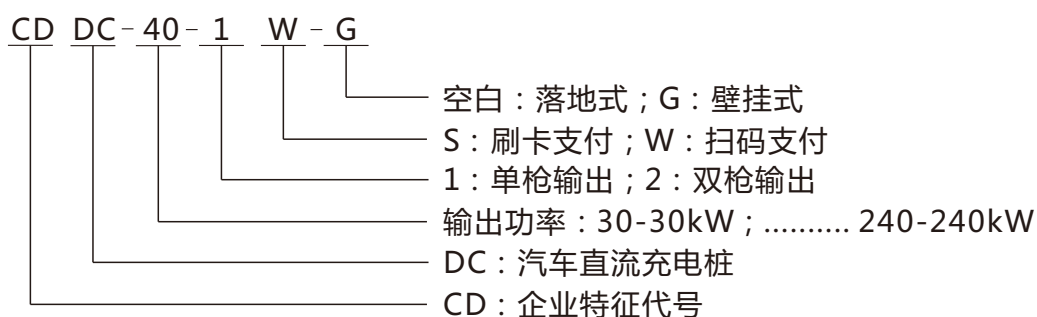 CD DC-40-1 W-G
空白：落地式；G：壁挂式
S：刷卡支付；W：扫码支付
1：单枪输出；2：双枪输出
输出功率：30-30kW；.......... 240-240kW
DC：汽车直流充电桩
CD：企业特征代号